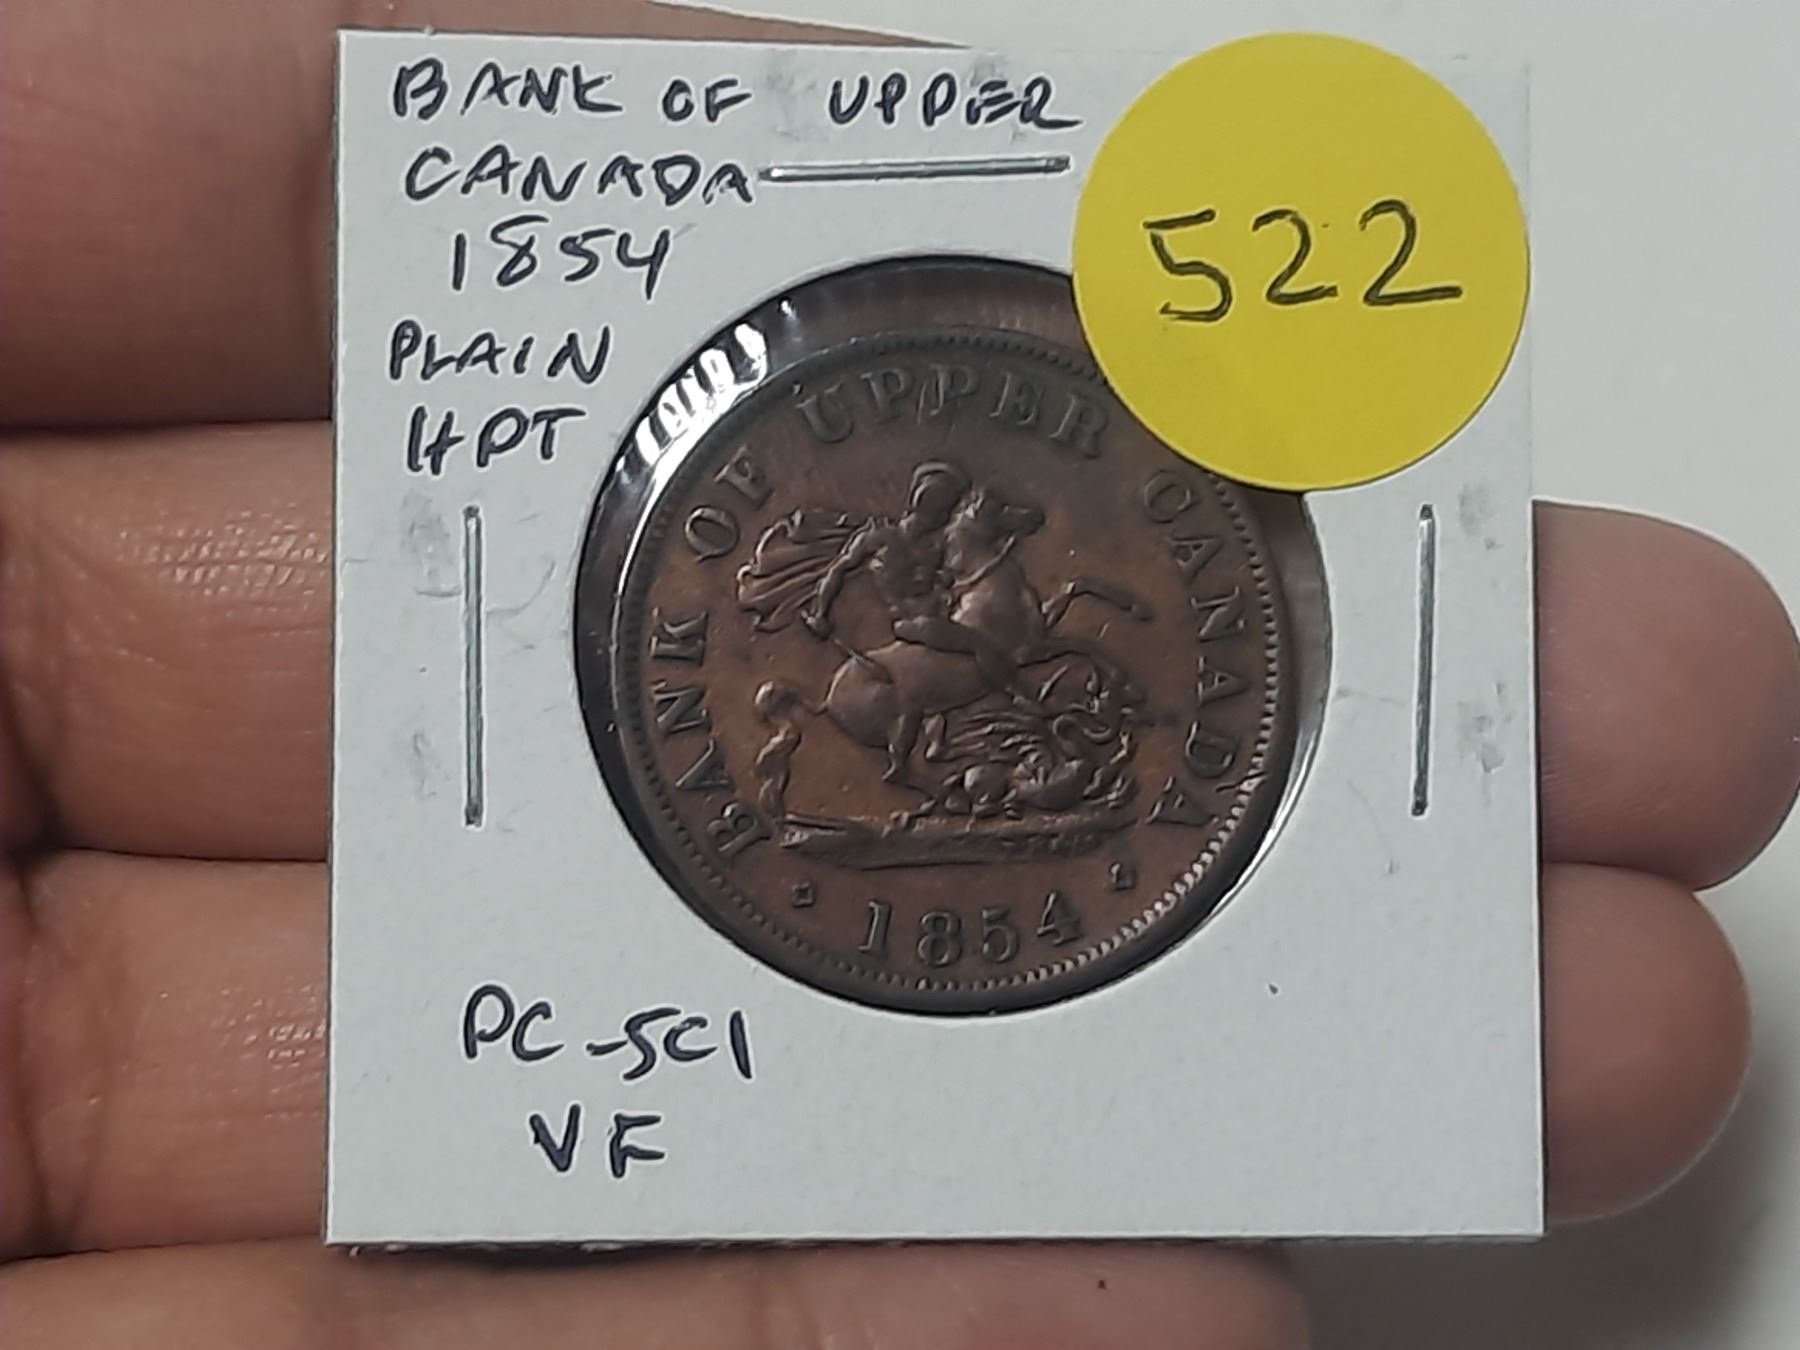 BANK OF UPPER
CANADA
1854
PLAIN
HPT
522
BANK OF UPPER CANADA
1854
PC-5C1
VF